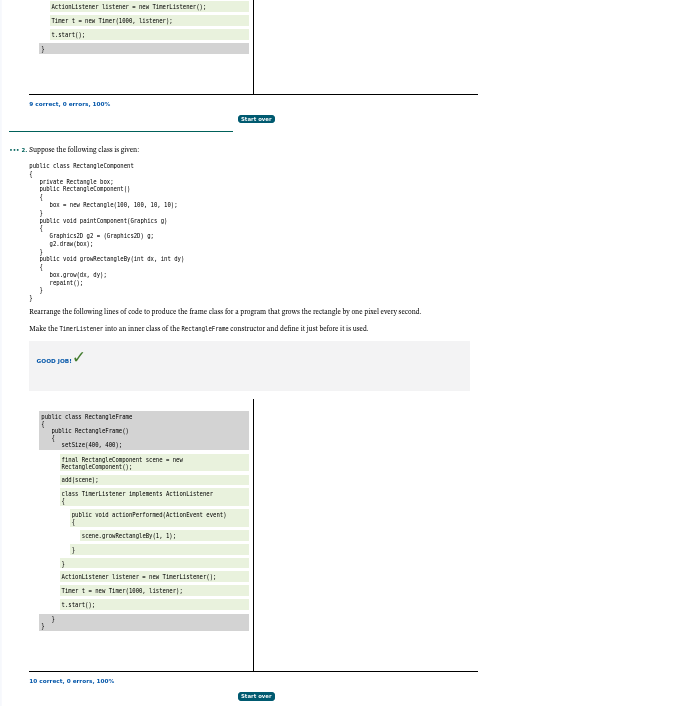 ActionListener listener = new TimerListener();
Timer t = new Timer(1000, listener);
t.start();
}
9 correct, 0 errors, 100%
Start over
••• 2. Suppose the following class is given:
public class RectangleComponent
{
private Rectangle box;
public RectangleComponent()
{
box = new Rectangle(100, 100, 10, 10);
}
public void paintComponent(Graphics g)
{
Graphics2D g2 = (Graphics2D) g;
g2.draw(box);
}
public void growRectangleBy(int dx, int dy)
{
box.grow(dx, dy);
repaint();
}
}
Rearrange the following lines of code to produce the frame class for a program that grows the rectangle by one pixel every second.
Make the TimerListener into an inner class of the RectangleFrame constructor and define it just before it is used.
GOOD JOB!
public class RectangleFrame
{
public RectangleFrame()
{
setSize(400, 400);
final RectangleComponent scene = new
RectangleComponent();
add(scene);
class TimerListener implements ActionListener
{
public void actionPerformed(ActionEvent event)
{
scene.growRectangleBy(1, 1);
}
}
ActionListener listener = new TimerListener();
Timer t = new Timer(1000, listener);
t.start();
}
}
10 correct, 0 errors, 100%
Start over